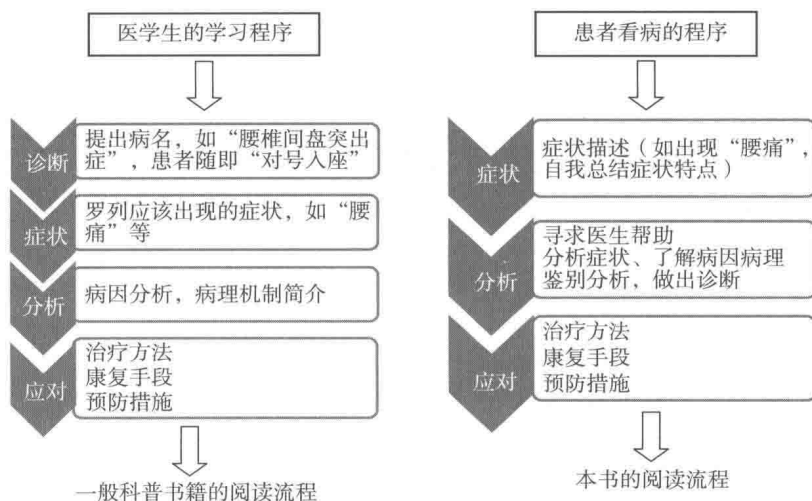 医学生的学习程序
诊断
提出病名，如“腰椎间盘突出
症”，患者随即“对号入座”
症状
罗列应该出现的症状，如“腰
痛”等
分析
病因分析，病理机制简介
应对
治疗方法
康复手段
预防措施
一般科普书籍的阅读流程
患者看病的程序
症状
症状描述（如出现“腰痛”，
自我总结症状特点）
分析
寻求医生帮助
分析症状、了解病因病理
鉴别分析，做出诊断
应对
治疗方法
康复手段
预防措施
本书的阅读流程